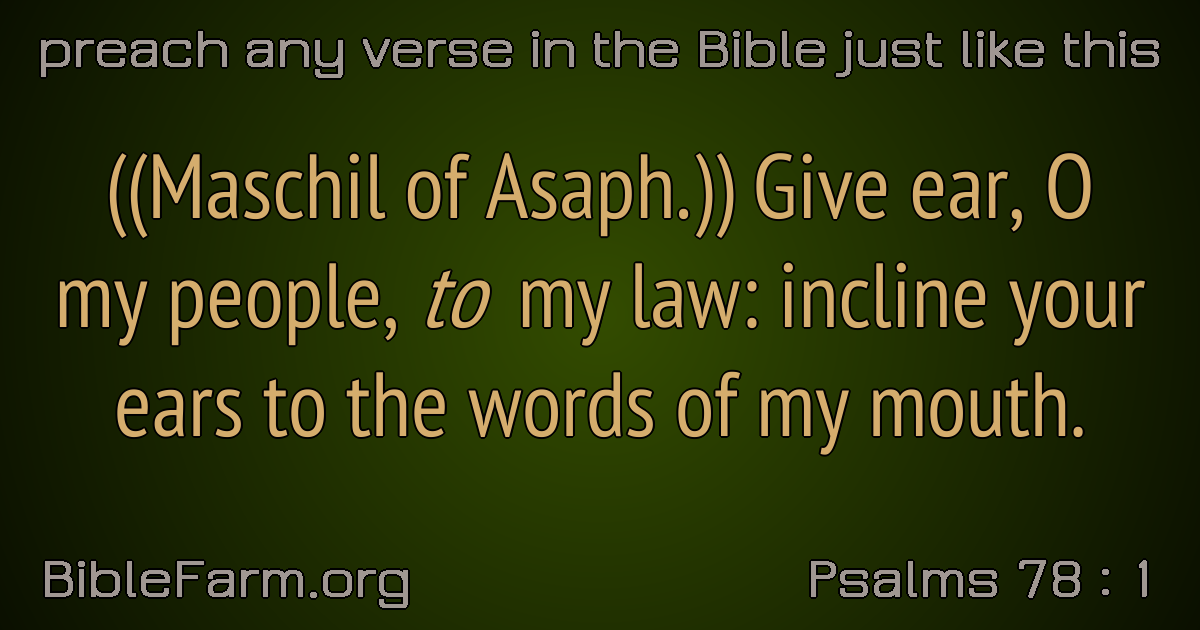 preach any verse in the Bible just like this
((Maschil of Asaph.)) Give ear, O
my people, to my law: incline your
ears to the words of my mouth.
BibleFarm.org
Psalms 78 : 1